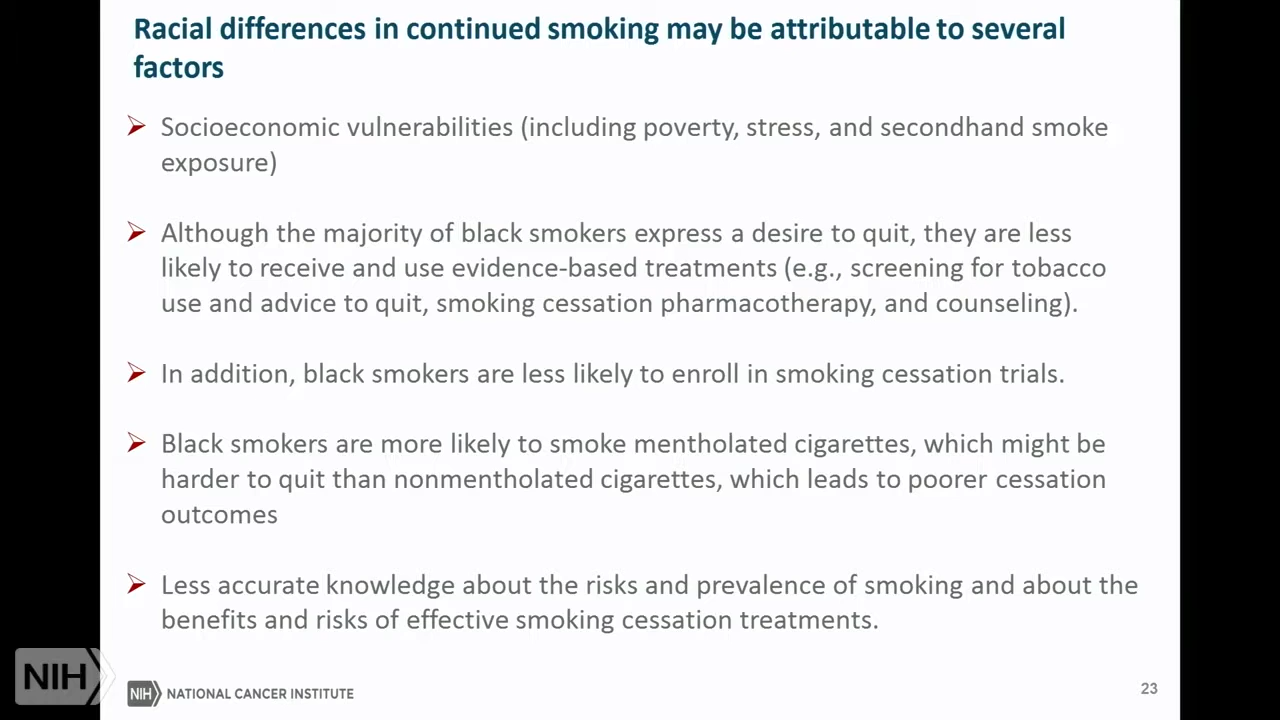 Racial differences in continued smoking may be attributable to several
factors
Socioeconomic vulnerabilities (including poverty, stress, and secondhand smoke
exposure)
Although the majority of black smokers express a desire to quit, they are less
likely to receive and use evidence-based treatments (e.g., screening for tobacco
use and advice to quit, smoking cessation pharmacotherapy, and counseling).
In addition, black smokers are less likely to enroll in smoking cessation trials.
Black smokers are more likely to smoke mentholated cigarettes, which might be
harder to quit than nonmentholated cigarettes, which leads to poorer cessation
outcomes
Less accurate knowledge about the risks and prevalence of smoking and about the
benefits and risks of effective smoking cessation treatments.
NIH
NIH NATIONAL CANCER INSTITUTE
23